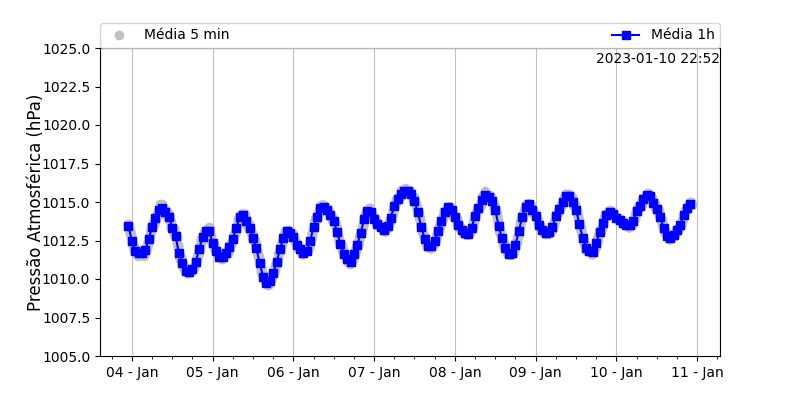 Média 5 min
Média 1h
2023-01-10 22:52
Pressão Atmosférica (hPa)
1025.0
1022.5
1020.0
1017.5
1015.0
1012.5
1010.0
1007.5
1005.0
04 - Jan
05 - Jan
06 - Jan
07 - Jan
08 - Jan
09 - Jan
10 - Jan
11 - Jan